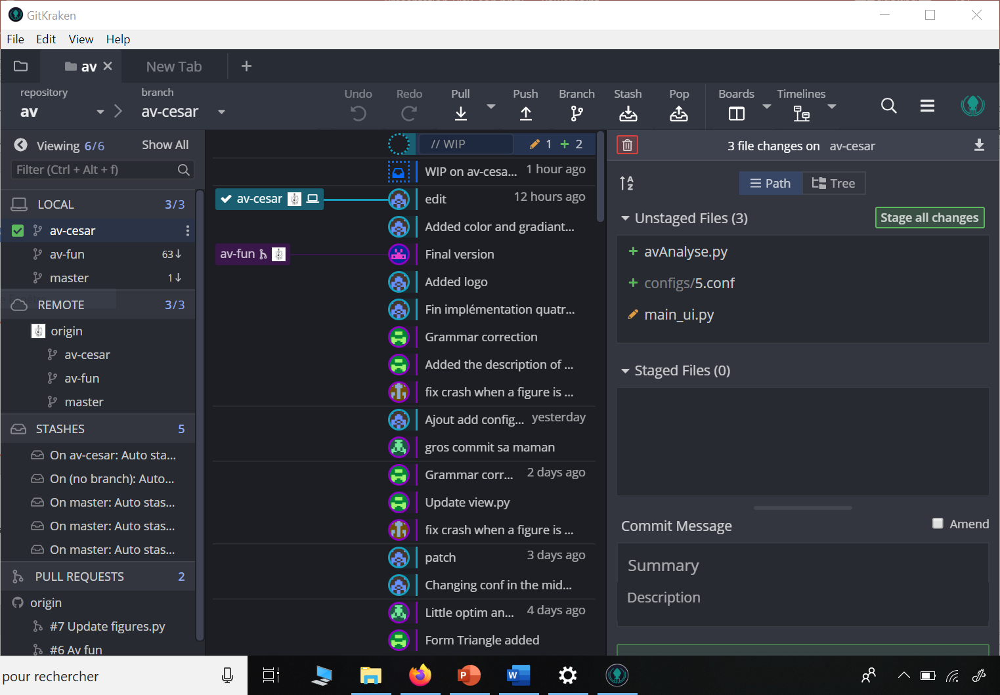 GitKraken
File Edit View Help
av New Tab
repository
av
branch
av-cesar
Undo Redo Pull Push Branch Stash Pop Boards Timelines
Viewing 6/6 Show All
Filter (Ctrl + Alt + f)
LOCAL 3/3
av-cesar
av-fun 63
master 1
REMOTE 3/3
origin
av-cesar
av-fun
master
STASHES 5
On av-cesar: Auto sta...
On (no branch): Auto...
On master: Auto stas...
On master: Auto stas...
On master: Auto stas...
PULL REQUESTS 2
origin
#7 Update figures.py
#6 Av fun
// WIP 1 + 2
WIP on av-cesa... 1 hour ago
av-cesar edit 12 hours ago
Added color and gradiant...
av-fun Final version
Added logo
Fin implémentation quatr...
Grammar correction
Added the description of ...
fix crash when a figure is ...
Ajout add config... yesterday
gros commit sa maman
Grammar corr... 2 days ago
Update view.py
fix crash when a figure is ...
patch 3 days ago
Changing conf in the mid...
Little optim an... 4 days ago
Form Triangle added
3 file changes on av-cesar
A Z
Path Tree
Unstaged Files (3) Stage all changes
+ avAnalyse.py
+ configs/5.conf
main_ui.py
Staged Files (0)
Commit Message Amend
Summary
Description
pour rechercher
P W